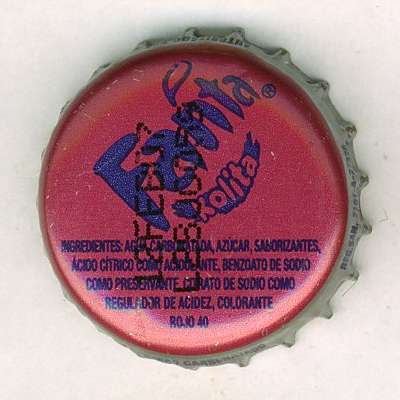 Fanta®
Kolita
INGREDIENTES: AGUA CARBONATADA, AZÚCAR, SABORIZANTES,
ÁCIDO CÍTRICO COMO ACIDULANTE, BENZOATO DE SODIO
COMO PRESERVANTE, CITRATO DE SODIO COMO
REGULADOR DE ACIDEZ, COLORANTE
ROJO 40